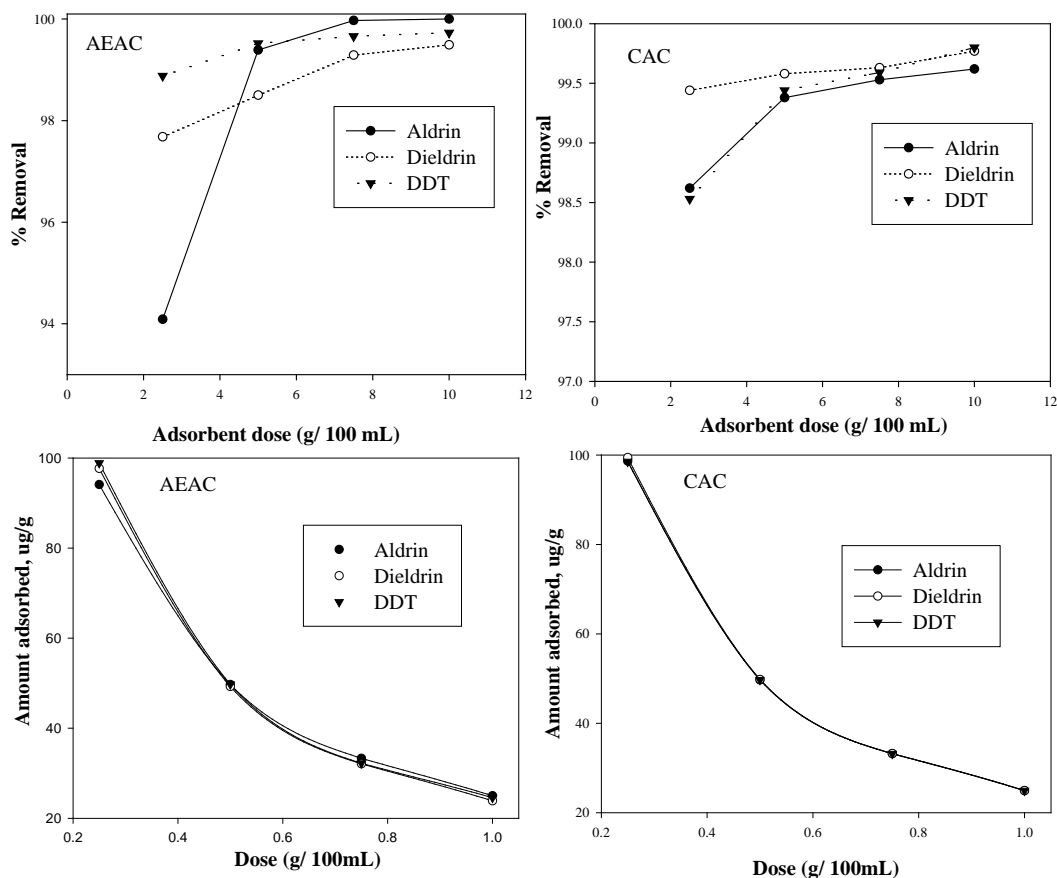 AEAC
% Removal
100
98
96
94
Aldrin
Dieldrin
DDT
0 2 4 6 8 10 12
Adsorbent dose (g/ 100 mL)
CAC
% Removal
100.0
99.5
99.0
98.5
98.0
97.5
97.0
Aldrin
Dieldrin
DDT
0 2 4 6 8 10 12
Adsorbent dose (g/ 100 mL)
AEAC
Amount adsorbed, ug/g
100
80
60
40
20
Aldrin
Dieldrin
DDT
0.2 0.4 0.6 0.8 1.0
Dose (g/ 100mL)
CAC
Amount adsorbed, ug/g
100
80
60
40
20
Aldrin
Dieldrin
DDT
0.2 0.4 0.6 0.8 1.0
Dose (g/ 100mL)